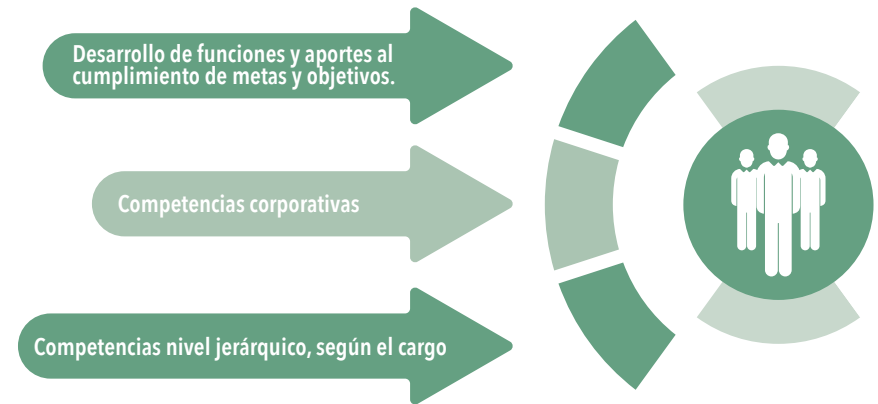 Desarrollo de funciones y aportes al
cumplimiento de metas y objetivos.
Competencias corporativas
Competencias nivel jerárquico, según el cargo